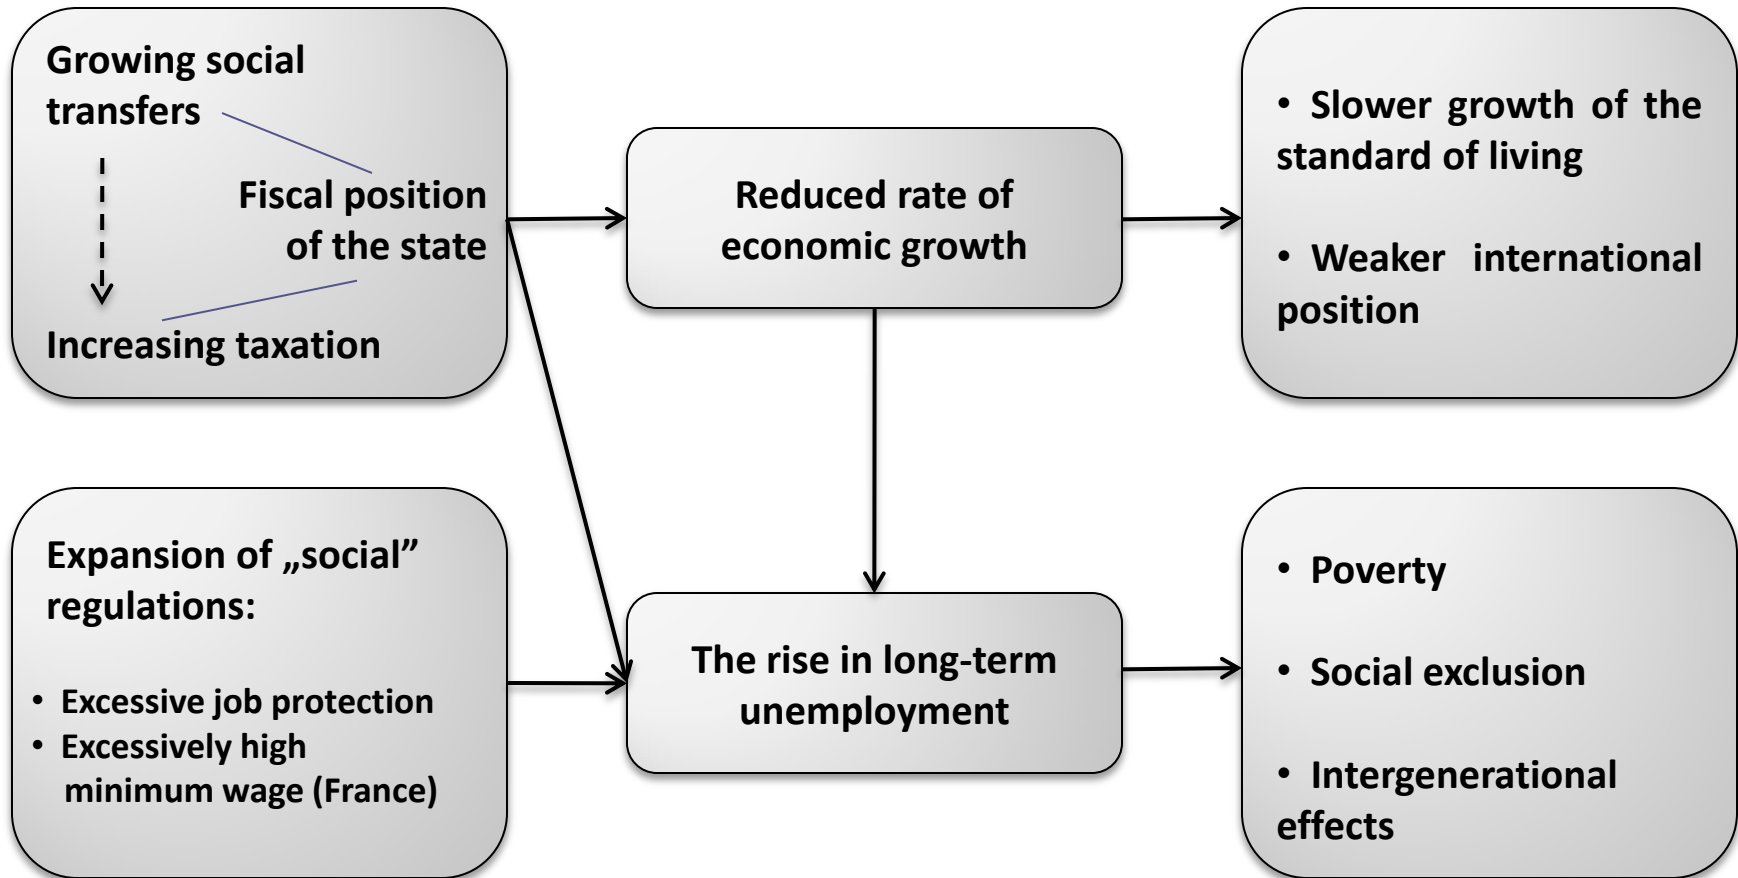 Growing social
transfers
Fiscal position
of the state
Increasing taxation
Reduced rate of
economic growth
• Slower growth of the
standard of living
• Weaker international
position
Expansion of „social”
regulations:
• Excessive job protection
• Excessively high
minimum wage (France)
The rise in long-term
unemployment
• Poverty
• Social exclusion
• Intergenerational
effects